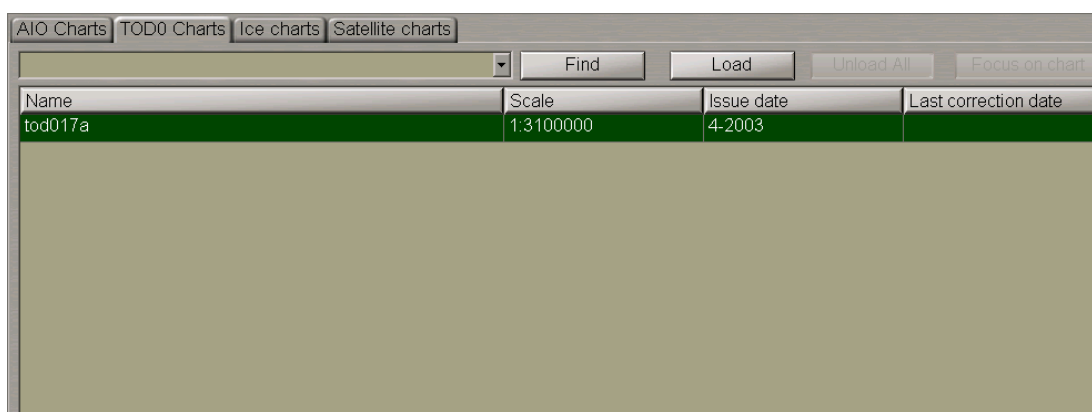 AIO Charts TOD0 Charts Ice charts Satellite charts
Find Load Unload All Focus on chart
Name Scale Issue date Last correction date
tod017a 1:3100000 4-2003